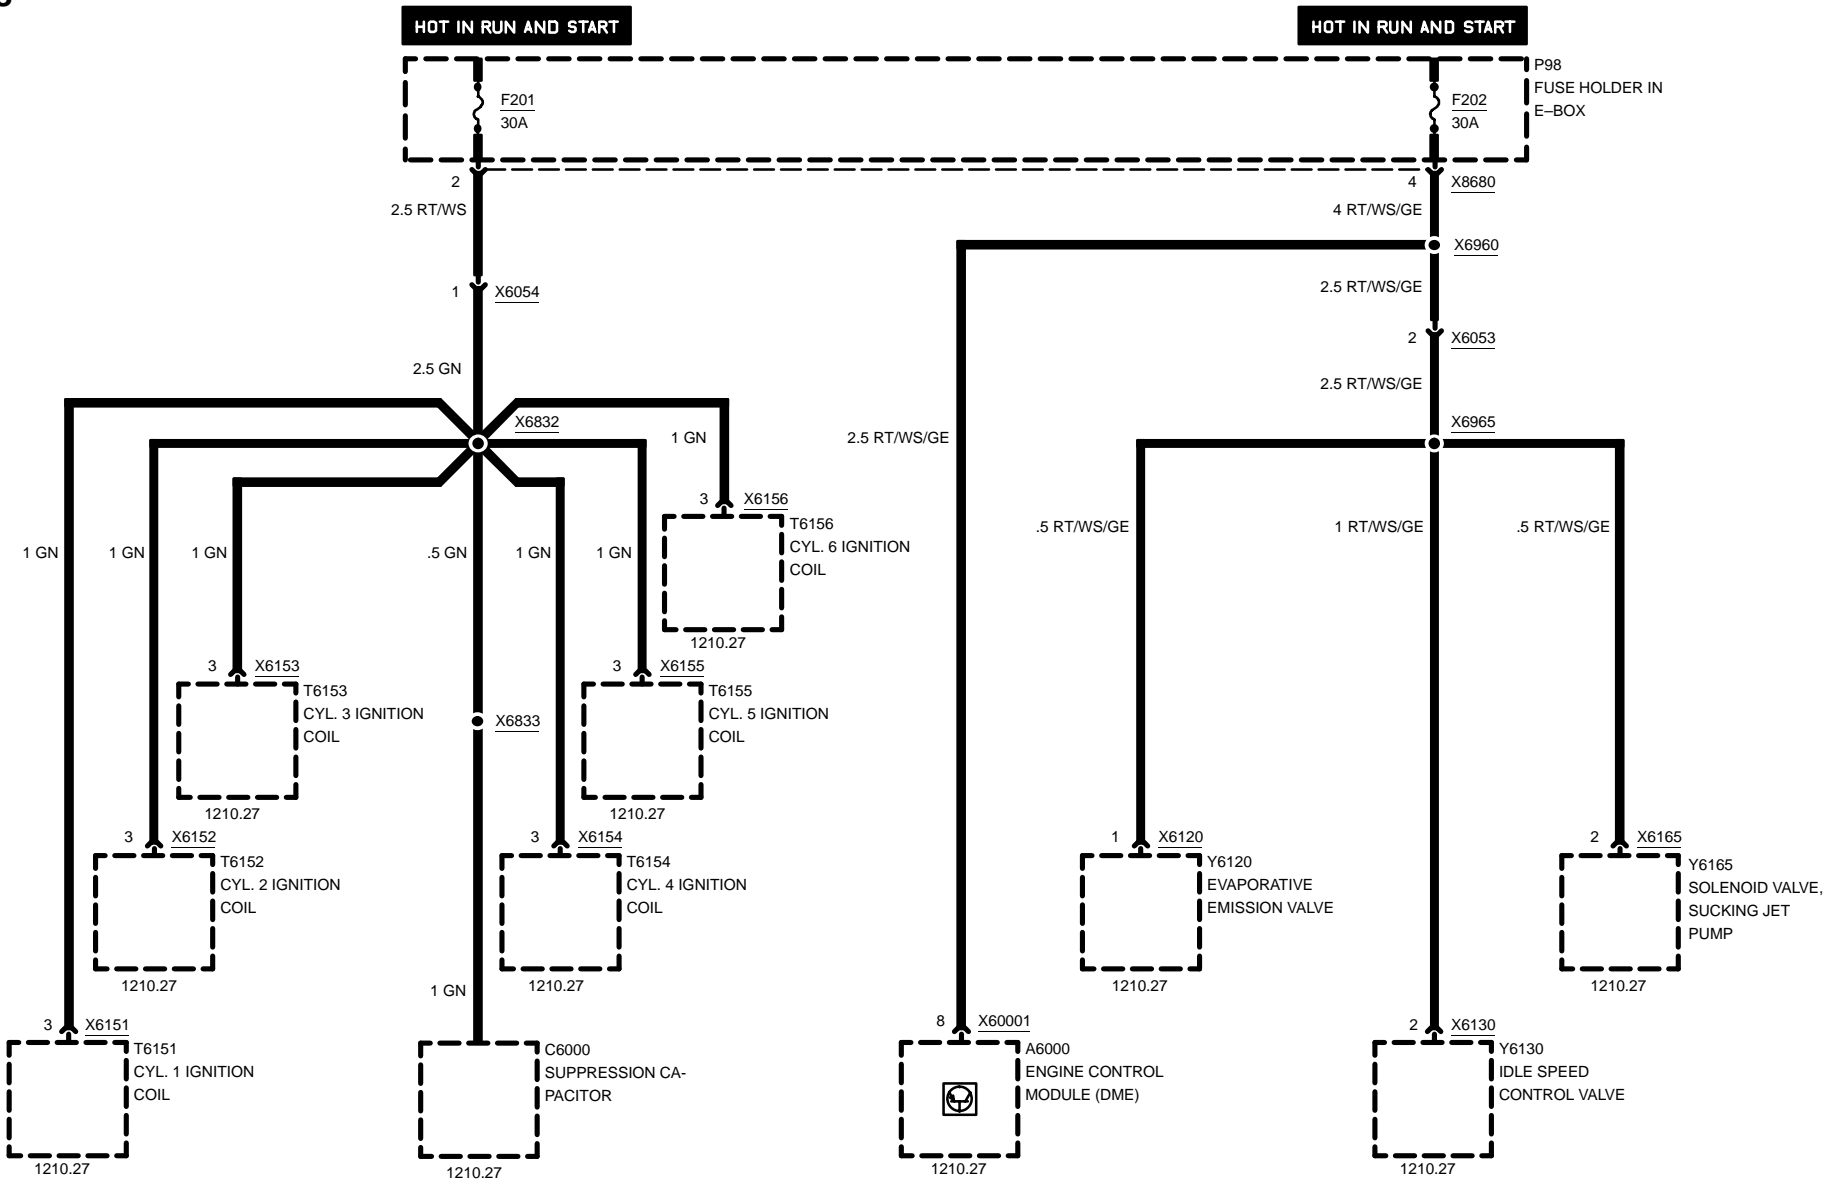 HOT IN RUN AND START
HOT IN RUN AND START
P98
FUSE HOLDER IN
E–BOX
F201
30A
F202
30A
2
4
X8680
2.5 RT/WS
4 RT/WS/GE
X6960
1
X6054
2.5 RT/WS/GE
2
X6053
2.5 GN
2.5 RT/WS/GE
X6832
X6965
1 GN
2.5 RT/WS/GE
3
X6156
T6156
CYL. 6 IGNITION
COIL
1210.27
.5 RT/WS/GE
1 RT/WS/GE
.5 RT/WS/GE
1 GN
1 GN
1 GN
.5 GN
1 GN
1 GN
3
X6153
T6153
CYL. 3 IGNITION
COIL
1210.27
X6833
3
X6155
T6155
CYL. 5 IGNITION
COIL
1210.27
3
X6152
T6152
CYL. 2 IGNITION
COIL
1210.27
3
X6154
T6154
CYL. 4 IGNITION
COIL
1210.27
1
X6120
Y6120
EVAPORATIVE
EMISSION VALVE
1210.27
2
X6165
Y6165
SOLENOID VALVE,
SUCKING JET
PUMP
1210.27
1 GN
3
X6151
T6151
CYL. 1 IGNITION
COIL
1210.27
C6000
SUPPRESSION CA-
PACITOR
1210.27
8
X60001
A6000
ENGINE CONTROL
MODULE (DME)
1210.27
2
X6130
Y6130
IDLE SPEED
CONTROL VALVE
1210.27